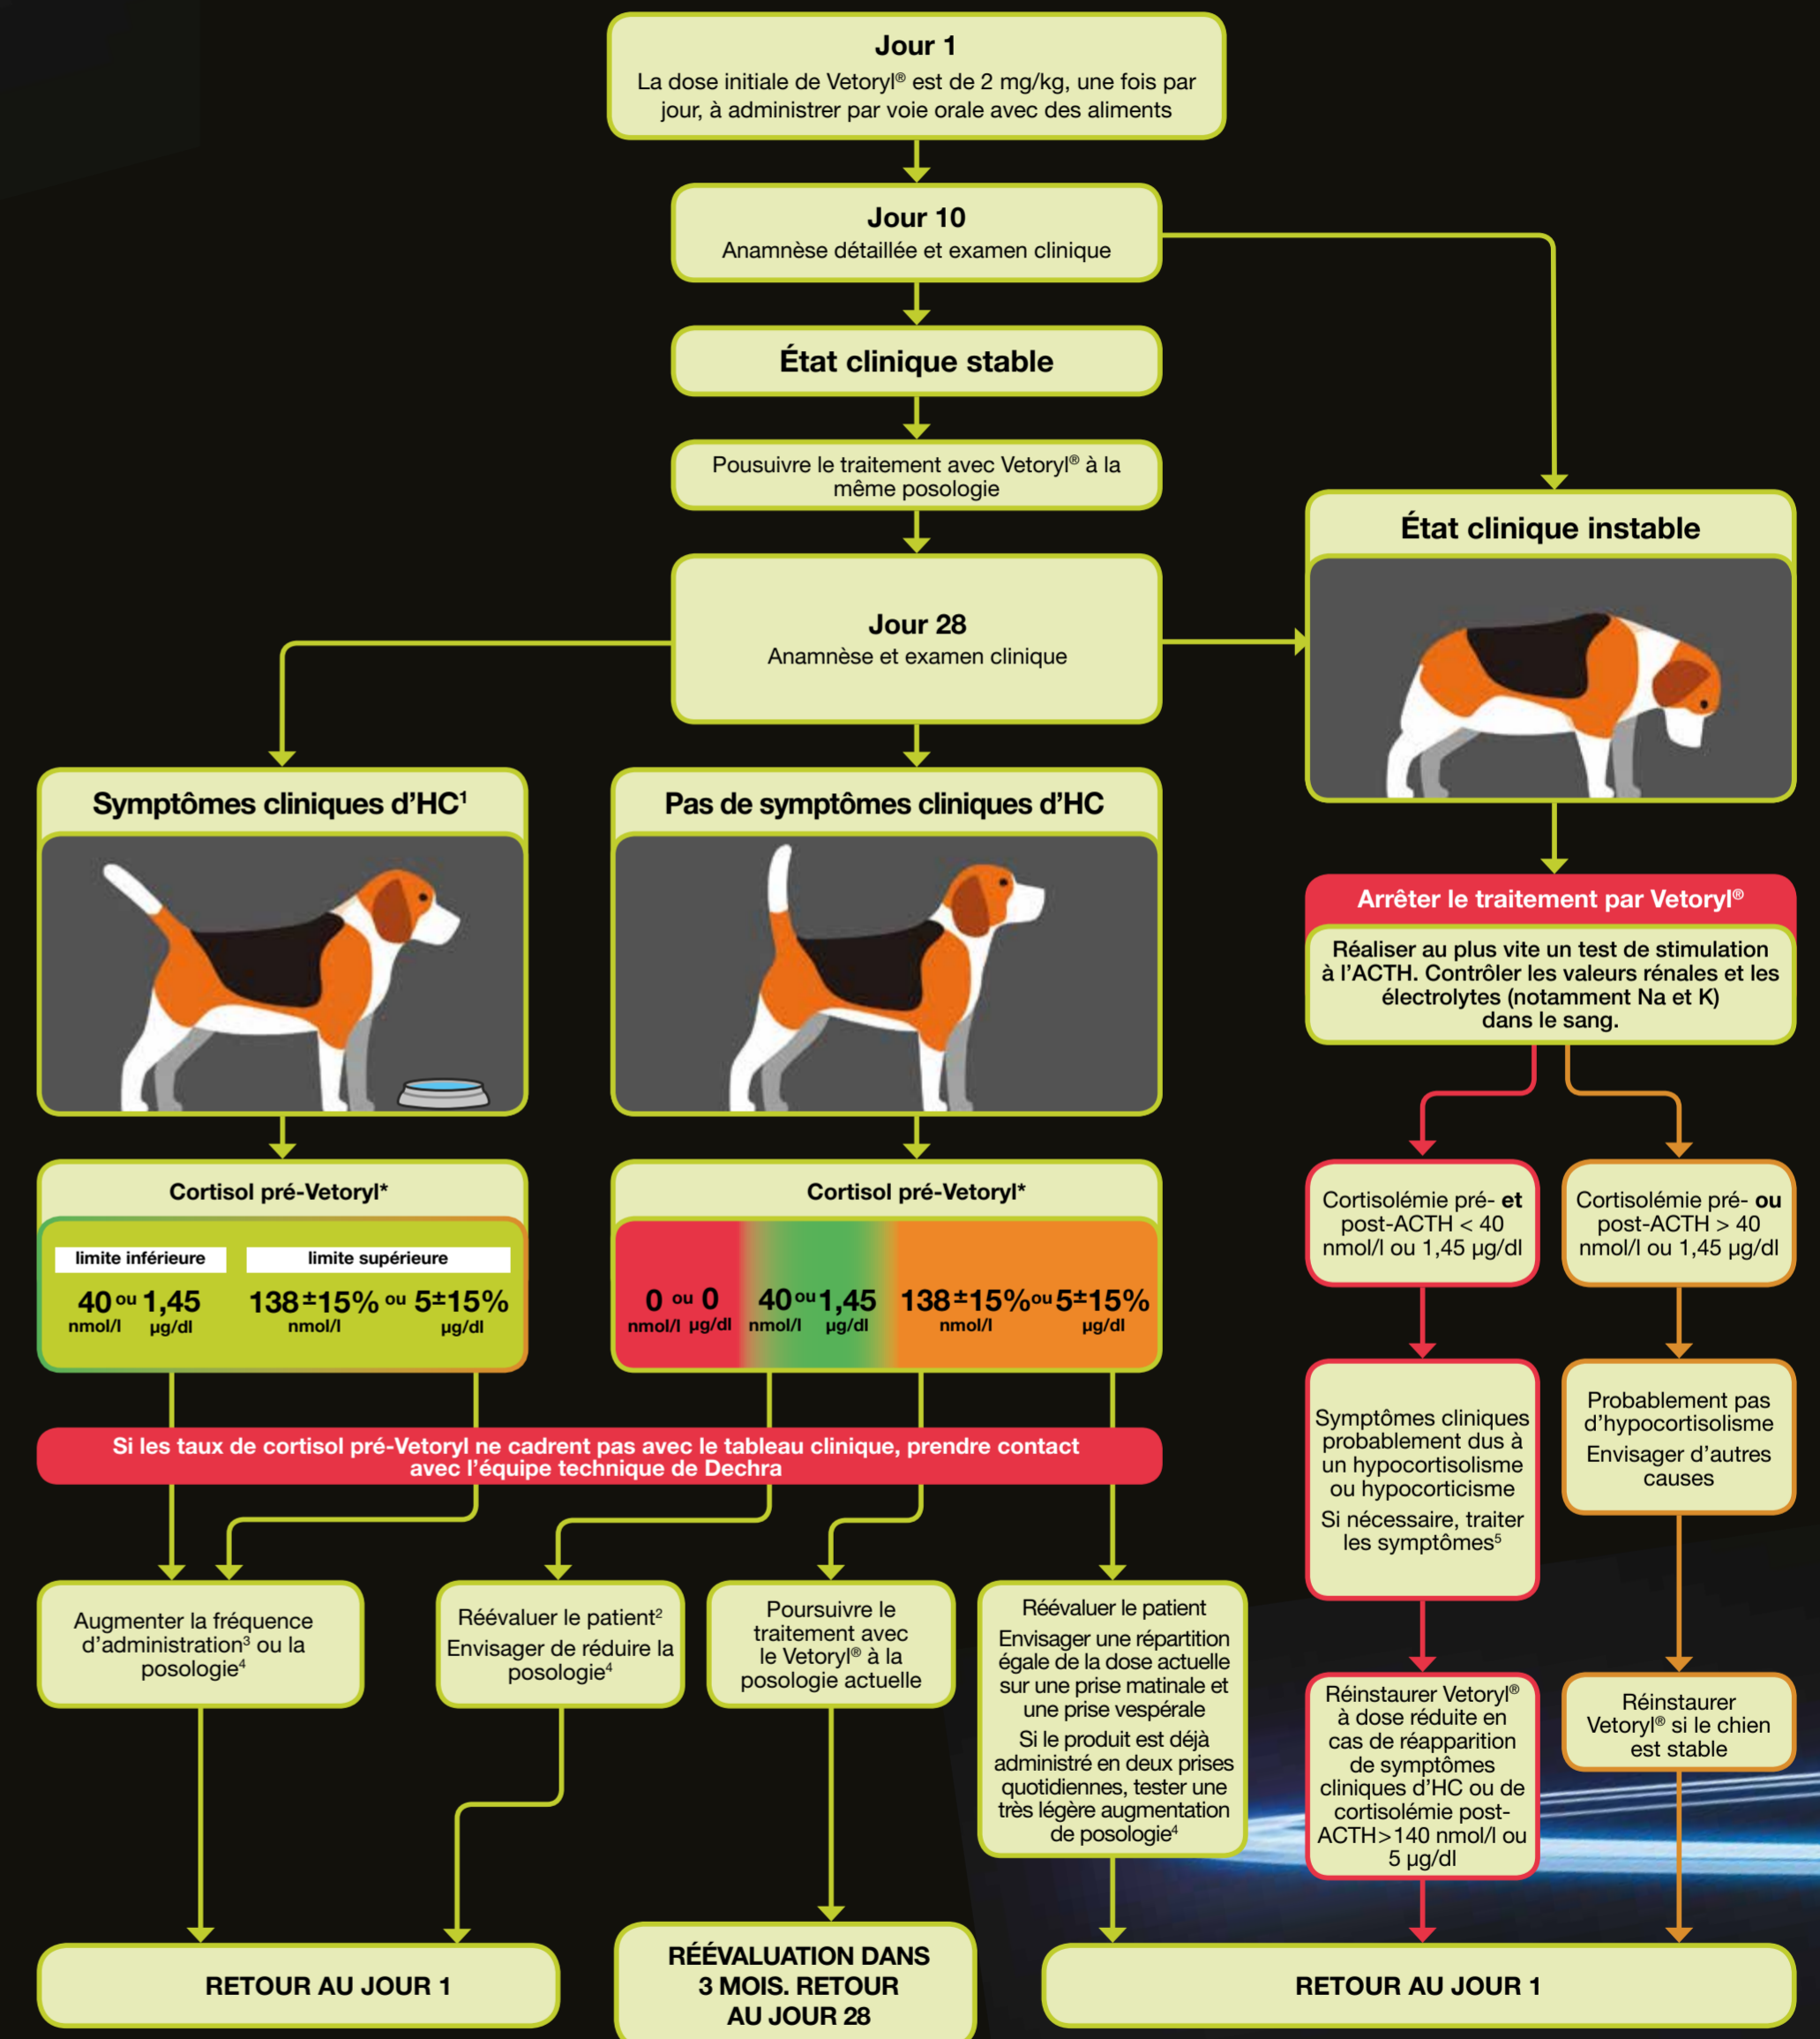 Jour 1
La dose initiale de Vetoryl® est de 2 mg/kg, une fois par
jour, à administrer par voie orale avec des aliments
Jour 10
Anamnèse détaillée et examen clinique
État clinique stable
Pousuivre le traitement avec Vetoryl® à la
même posologie
Jour 28
Anamnèse et examen clinique
État clinique instable
Symptômes cliniques d’HC¹
Pas de symptômes cliniques d’HC
Arrêter le traitement par Vetoryl®
Réaliser au plus vite un test de stimulation
à l’ACTH. Contrôler les valeurs rénales et les
électrolytes (notamment Na et K)
dans le sang.
Cortisol pré-Vetoryl*
limite inférieure limite supérieure
40 ou 1,45 138±15% ou 5±15%
nmol/l µg/dl nmol/l µg/dl
Cortisol pré-Vetoryl*
0 ou 0 40 ou 1,45 138±15% ou 5±15%
nmol/l µg/dl nmol/l µg/dl nmol/l µg/dl
Cortisolémie pré- et
post-ACTH < 40
nmol/l ou 1,45 µg/dl
Cortisolémie pré- ou
post-ACTH > 40
nmol/l ou 1,45 µg/dl
Si les taux de cortisol pré-Vetoryl ne cadrent pas avec le tableau clinique, prendre contact
avec l’équipe technique de Dechra
Symptômes cliniques
probablement dus à
un hypocortisolisme
ou hypocorticisme
Si nécessaire, traiter
les symptômes⁵
Probablement pas
d’hypocortisolisme
Envisager d’autres
causes
Augmenter la fréquence
d’administration³ ou la
posologie⁴
Réévaluer le patient²
Envisager de réduire la
posologie⁴
Poursuivre le
traitement avec
le Vetoryl® à la
posologie actuelle
Réévaluer le patient
Envisager une répartition
égale de la dose actuelle
sur une prise matinale et
une prise vespérale
Si le produit est déjà
administré en deux prises
quotidiennes, tester une
très légère augmentation
de posologie⁴
Réinstaurer Vetoryl®
à dose réduite en
cas de réapparition
de symptômes
cliniques d’HC ou de
cortisolémie post-
ACTH>140 nmol/l ou
5 µg/dl
Réinstaurer
Vetoryl® si le chien
est stable
RETOUR AU JOUR 1
RÉÉVALUATION DANS
3 MOIS. RETOUR
AU JOUR 28
RETOUR AU JOUR 1